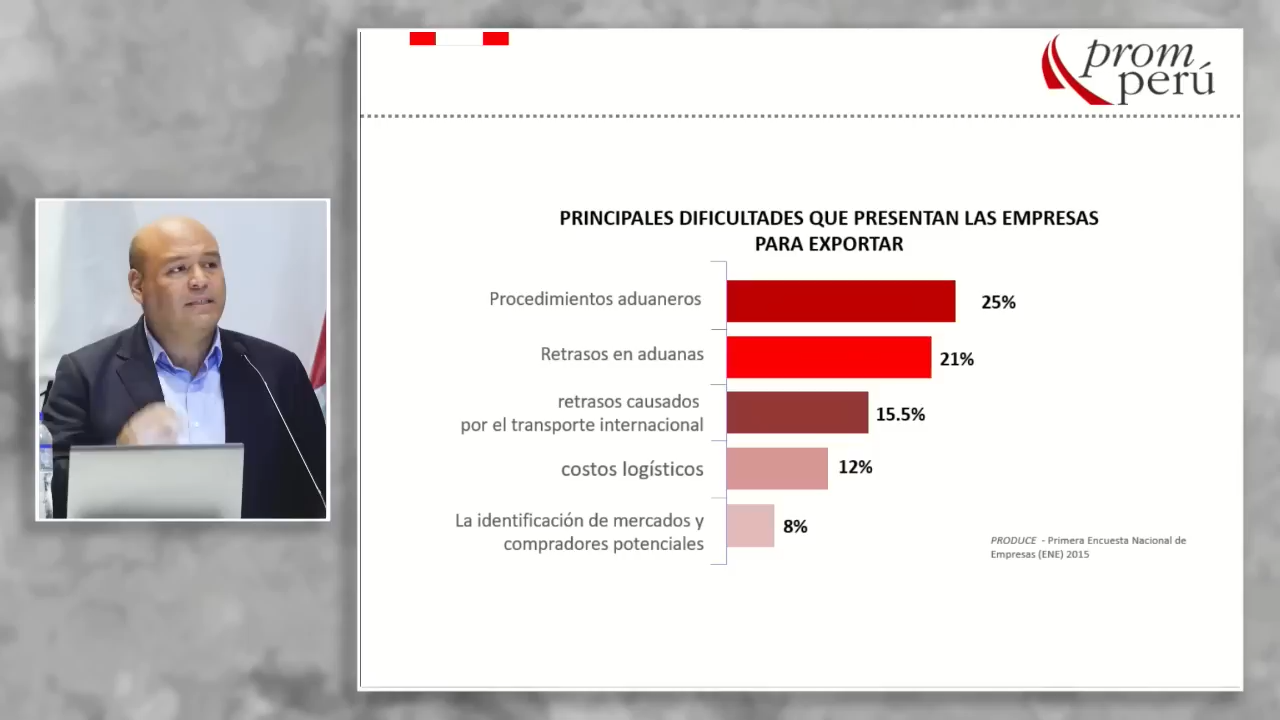 prom
perú
PRINCIPALES DIFICULTADES QUE PRESENTAN LAS EMPRESAS
PARA EXPORTAR
Procedimientos aduaneros
25%
Retrasos en aduanas
21%
retrasos causados
por el transporte internacional
15.5%
costos logísticos
12%
La identificación de mercados y
compradores potenciales
8%
PRODUCE - Primera Encuesta Nacional de
Empresas (ENE) 2015